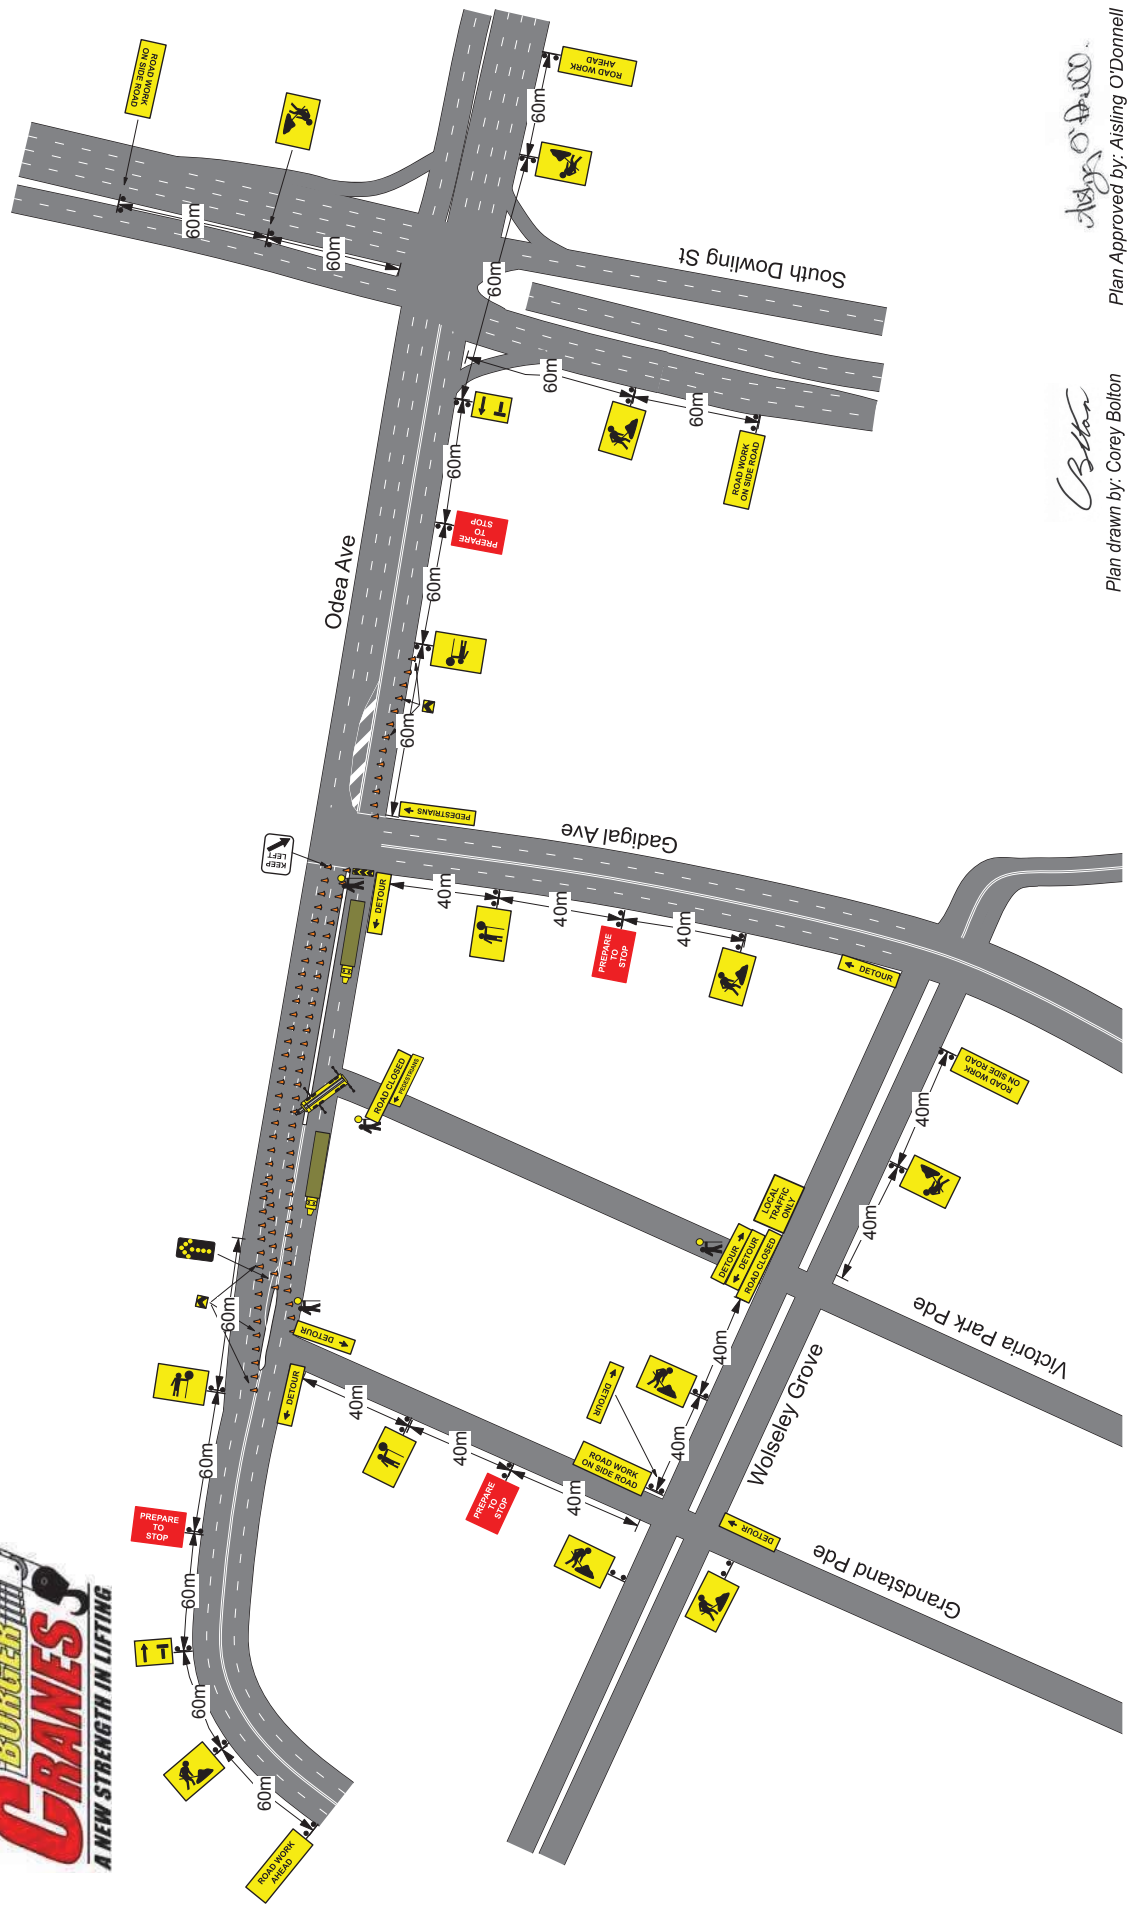 BURGER
CRANES
A NEW STRENGTH IN LIFTING
ROAD WORK
ON SIDE ROAD
60m
60m
ROAD WORK
AHEAD
60m
60m
South Dowling St
60m
60m
ROAD WORK
ON SIDE ROAD
Odea Ave
60m
PREPARE
TO
STOP
60m
60m
PEDESTRIANS
KEEP
LEFT
Gadigal Ave
DETOUR
40m
40m
PREPARE
TO
STOP
40m
DETOUR
ROAD CLOSED
PEDESTRIANS
ROAD WORK
ON SIDE ROAD
40m
40m
LOCAL
TRAFFIC
ONLY
DETOUR
DETOUR
ROAD CLOSED
Victoria Park Pde
60m
DETOUR
DETOUR
40m
40m
PREPARE
TO
STOP
40m
40m
40m
DETOUR
ROAD WORK
ON SIDE ROAD
Wolseley Grove
DETOUR
Grandstand Pde
60m
PREPARE
TO
STOP
60m
60m
60m
ROAD WORK
AHEAD
Plan drawn by: Corey Bolton
CBolton
Plan Approved by: Aisling O'Donnell